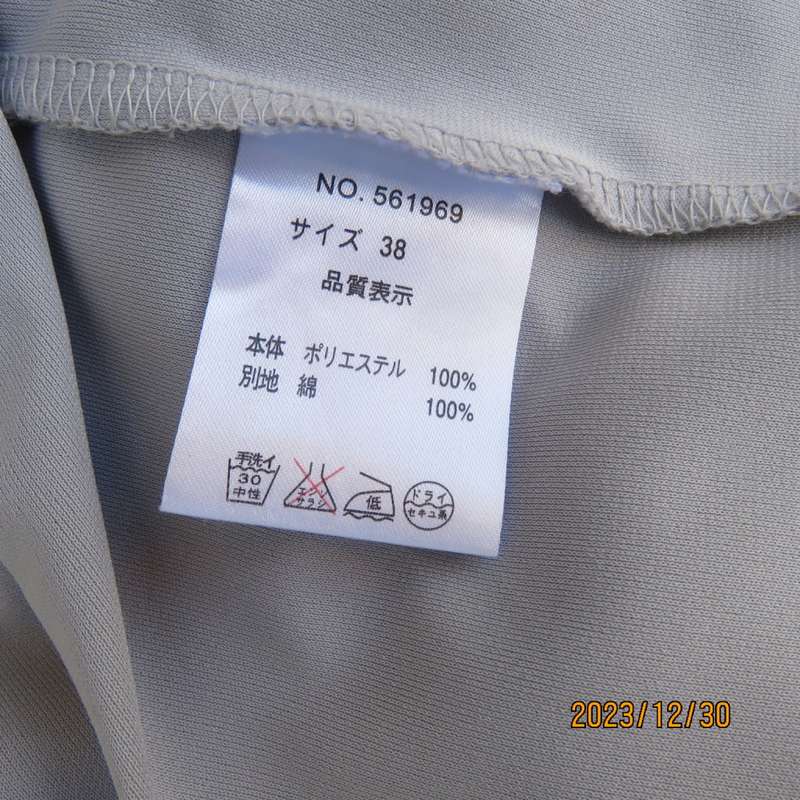 NO. 561969
サイズ 38
品質表示
本体 ポリエステル 100%
別地 綿 100%
手洗イ
30
中性
エンソ
サラシ
低
ドライ
セキユ系
2023/12/30